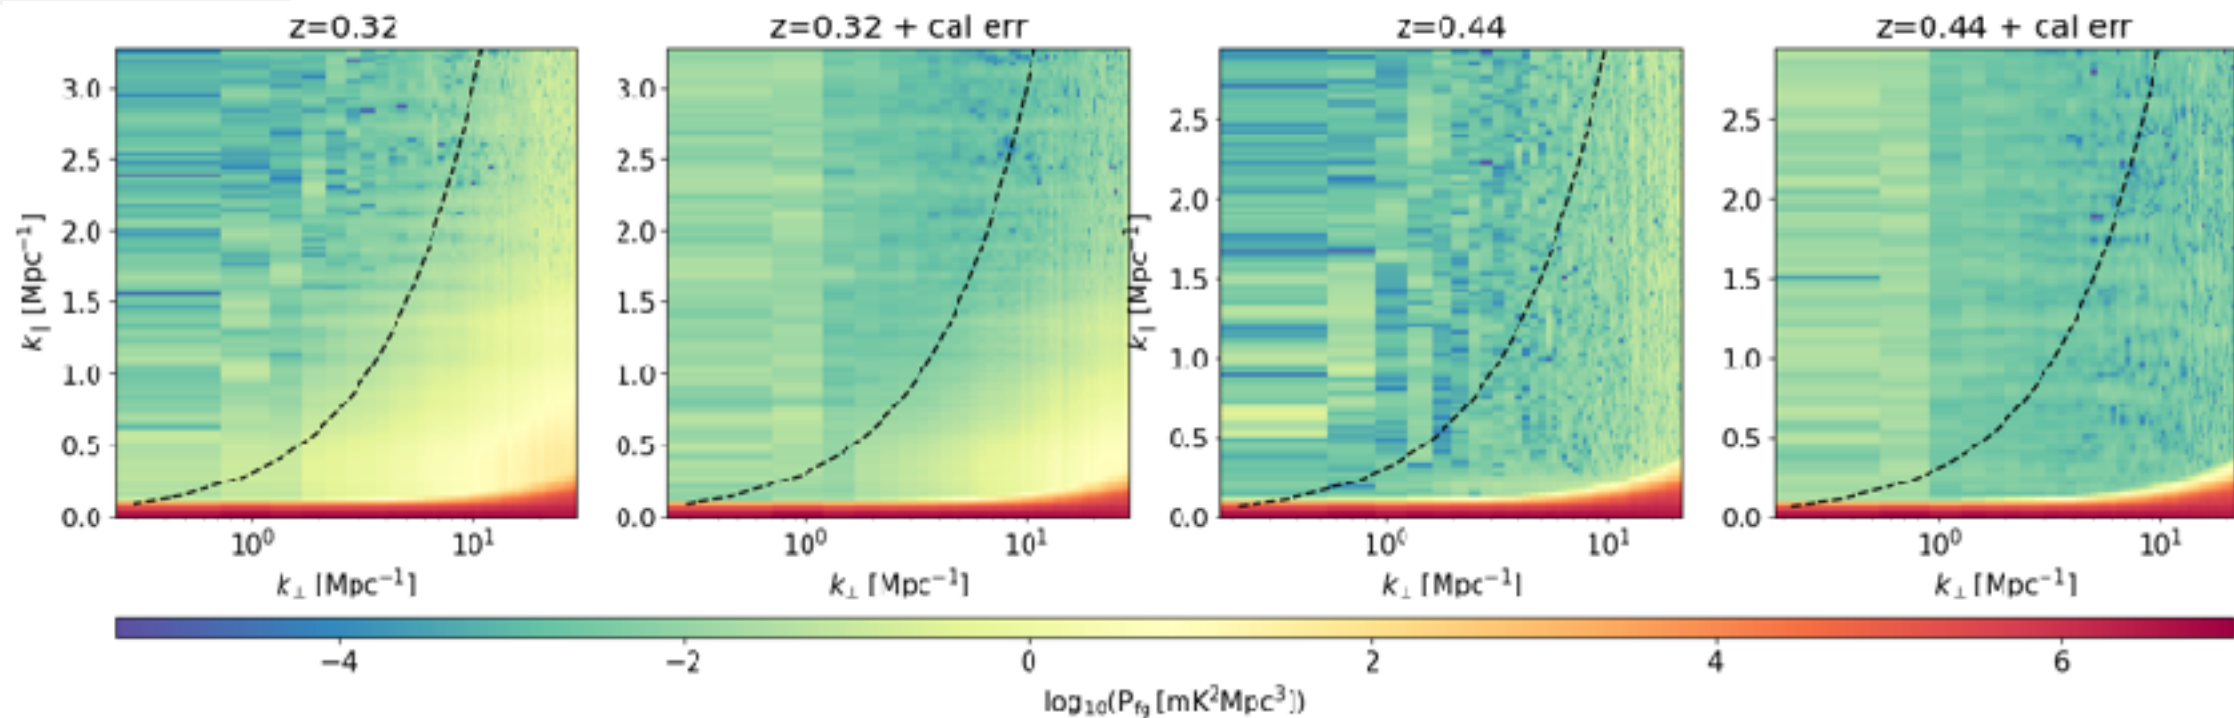 z=0.32
z=0.32 + cal err
z=0.44
z=0.44 + cal err
3.0
2.5
2.0
1.5
1.0
0.5
0.0
k∥ [Mpc⁻¹]
10⁰ 10¹
k⊥ [Mpc⁻¹]
3.0
2.5
2.0
1.5
1.0
0.5
0.0
10⁰ 10¹
k⊥ [Mpc⁻¹]
2.5
2.0
1.5
1.0
0.5
0.0
k∥ [Mpc⁻¹]
10⁰ 10¹
k⊥ [Mpc⁻¹]
2.5
2.0
1.5
1.0
0.5
0.0
10⁰ 10¹
k⊥ [Mpc⁻¹]
−4 −2 0 2 4 6
log₁₀(P_fg [mK²Mpc³])